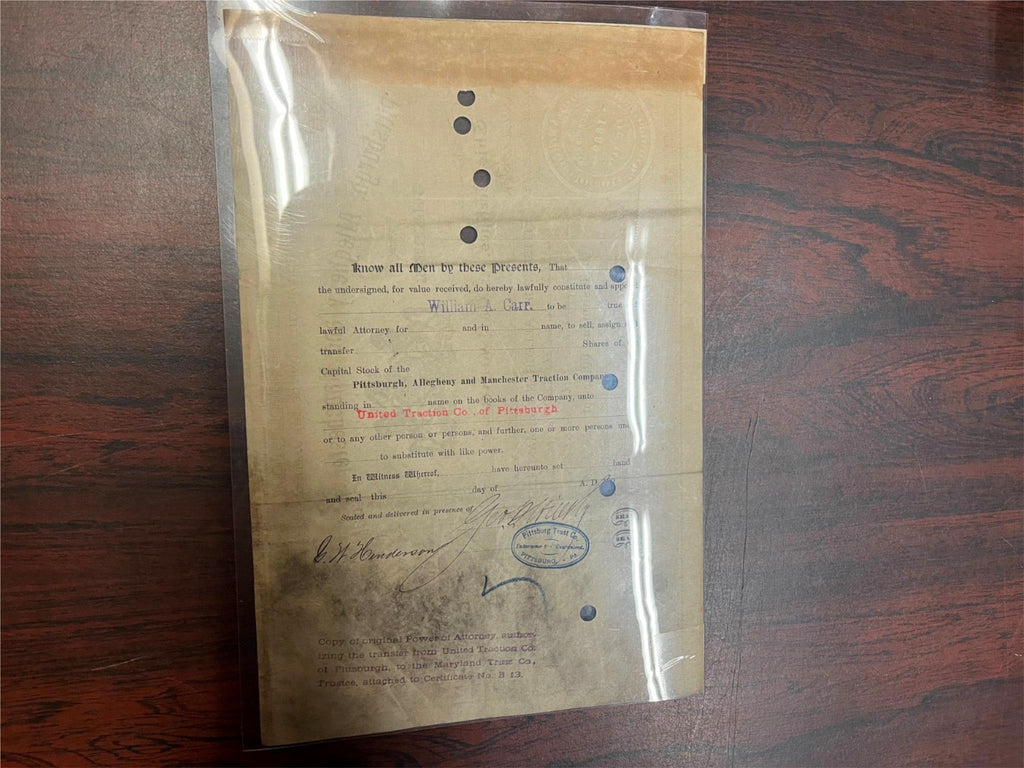 Know all Men by these Presents, That
the undersigned, for value received, do hereby lawfully constitute and
William A. Carr. to be
lawful Attorney for and in name, to sell, assign
transfer Shares of
Capital Stock of the
Pittsburgh, Allegheny and Manchester Traction Company
standing in name on the books of the Company, unto
United Traction Co., of Pittsburgh
or to any other person or persons, and further, one or more persons
to substitute with like power.
In Witness Whereof, have hereunto set hand
and seal this day of A. D.
Sealed and delivered in presence of
G. W. Henderson
Pittsburg Trust Co.
PITTSBURG, PA
Copy of original Power of Attorney, author-
izing the transfer from United Traction Co.
of Pittsburgh, to the Maryland Trust Co.,
Trustee, attached to Certificate No. B 13.